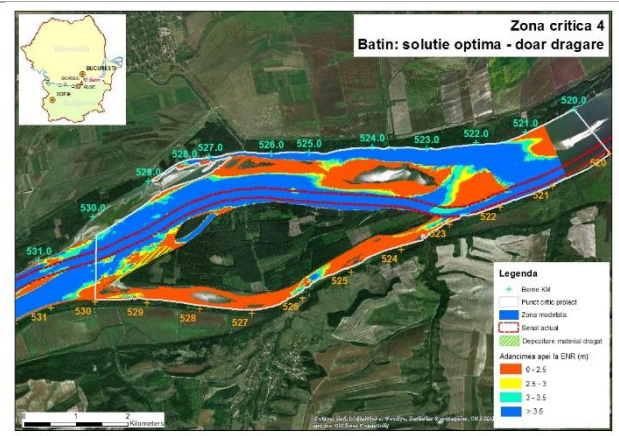 Zona critica 4
Batin: solutie optima - doar dragare
BUCURESTI
Batin
RUSE
SOFIA
520.0
521.0
522.0
523.0
524.0
525.0
526.0
527.0
528.0
529.0
530.0
531.0
520
521
522
523
524
525
526
527
528
529
530
531
Legenda
Borne KM
Punct critic proiect
Zona modelata
Senal actual
Depozitare material dragat
Adancimea apei la ENR (m)
0 - 2.5
2.5 - 3
3 - 3.5
> 3.5
0
1
2
Kilometers